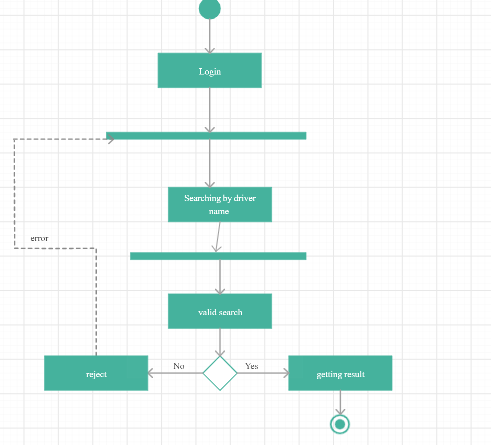 Login
Searching by driver
name
error
valid search
No
Yes
reject
getting result